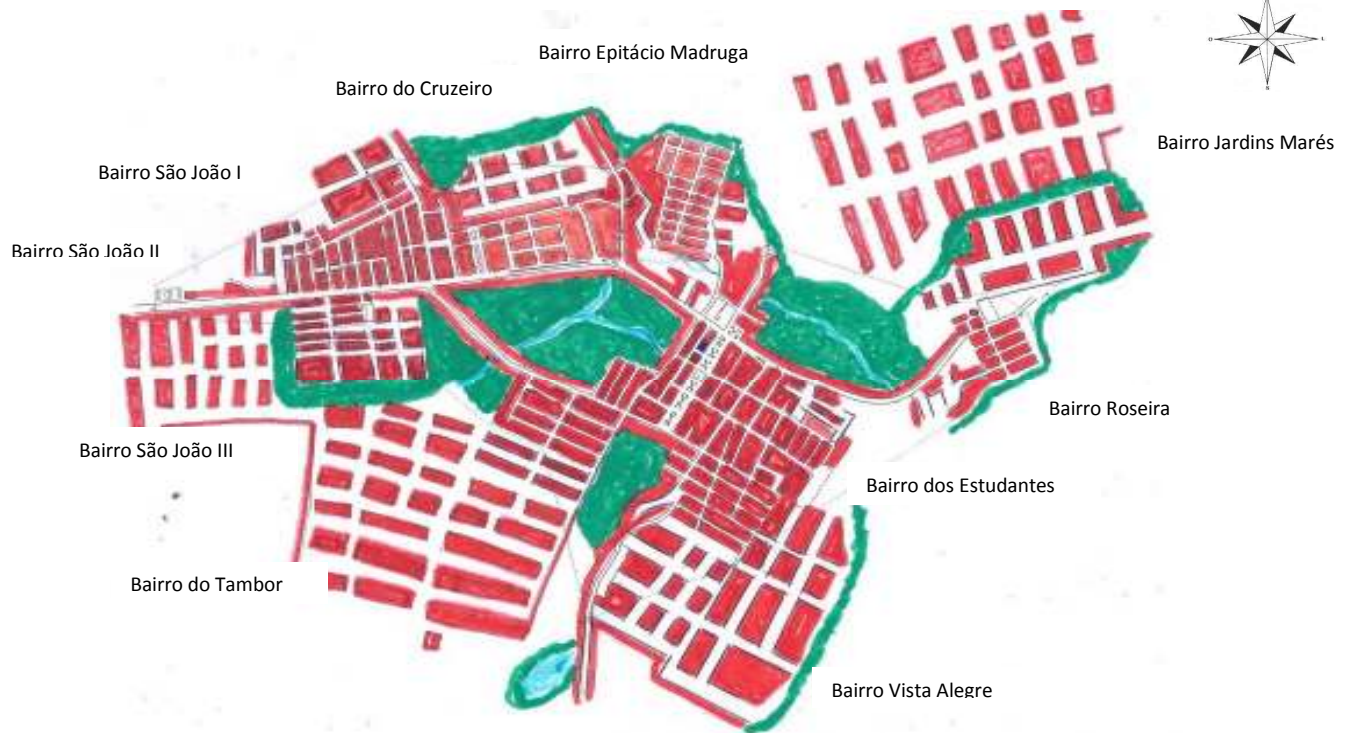 Bairro Epitácio Madruga
Bairro do Cruzeiro
Bairro Jardins Marés
Bairro São João I
Bairro São João II
Bairro Roseira
Bairro São João III
Bairro dos Estudantes
Bairro do Tambor
Bairro Vista Alegre